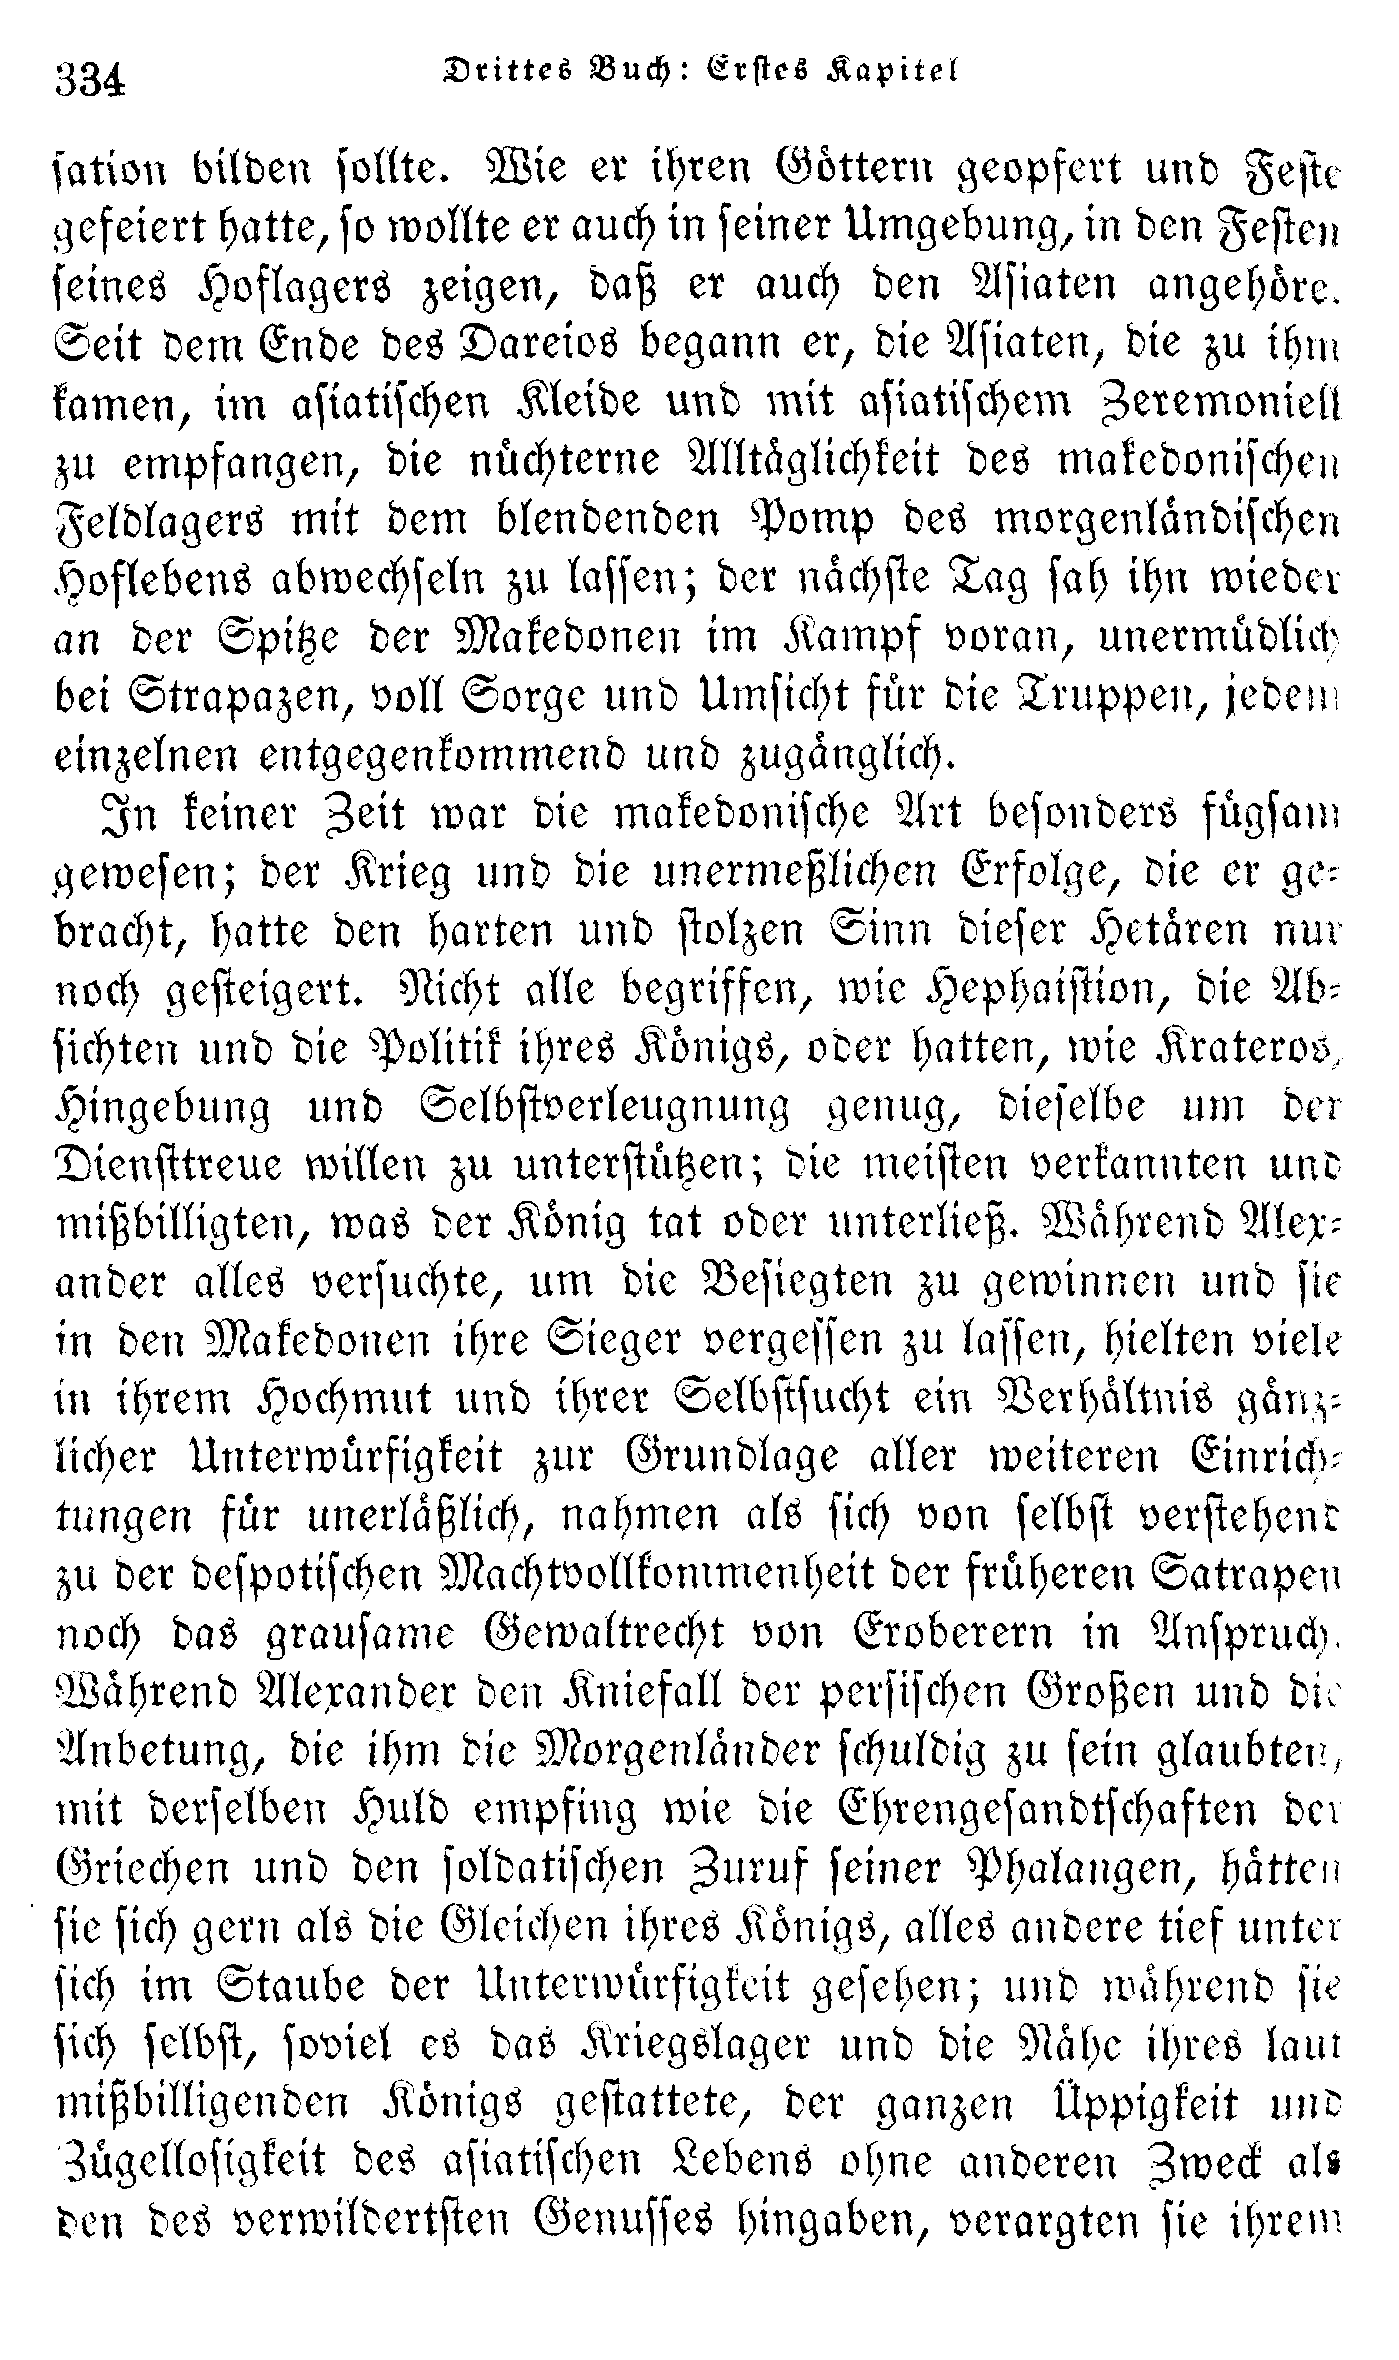 334
Drittes Buch: Erstes Kapitel
sation bilden sollte. Wie er ihren Göttern geopfert und Feste
gefeiert hatte, so wollte er auch in seiner Umgebung, in den Festen
seines Hoflagers zeigen, daß er auch den Asiaten angehöre.
Seit dem Ende des Dareios begann er, die Asiaten, die zu ihm
kamen, im asiatischen Kleide und mit asiatischem Zeremoniell
zu empfangen, die nüchterne Alltäglichkeit des makedonischen
Feldlagers mit dem blendenden Pomp des morgenländischen
Hoflebens abwechseln zu lassen; der nächste Tag sah ihn wieder
an der Spitze der Makedonen im Kampf voran, unermüdlich
bei Strapazen, voll Sorge und Umsicht für die Truppen, jedem
einzelnen entgegenkommend und zugänglich.
In keiner Zeit war die makedonische Art besonders fügsam
gewesen; der Krieg und die unermeßlichen Erfolge, die er ge-
bracht, hatte den harten und stolzen Sinn dieser Hetären nur
noch gesteigert. Nicht alle begriffen, wie Hephaistion, die Ab-
sichten und die Politik ihres Königs, oder hatten, wie Krateros,
Hingebung und Selbstverleugnung genug, dieselbe um der
Diensttreue willen zu unterstützen; die meisten verkannten und
mißbilligten, was der König tat oder unterließ. Während Alex-
ander alles versuchte, um die Besiegten zu gewinnen und sie
in den Makedonen ihre Sieger vergessen zu lassen, hielten viele
in ihrem Hochmut und ihrer Selbstsucht ein Verhältnis gänz-
licher Unterwürfigkeit zur Grundlage aller weiteren Einrich-
tungen für unerläßlich, nahmen als sich von selbst verstehend
zu der despotischen Machtvollkommenheit der früheren Satrapen
noch das grausame Gewaltrecht von Eroberern in Anspruch.
Während Alexander den Kniefall der persischen Großen und die
Anbetung, die ihm die Morgenländer schuldig zu sein glaubten,
mit derselben Huld empfing wie die Ehrengesandtschaften der
Griechen und den soldatischen Zuruf seiner Phalangen, hätten
sie sich gern als die Gleichen ihres Königs, alles andere tief unter
sich im Staube der Unterwürfigkeit gesehen; und während sie
sich selbst, soviel es das Kriegslager und die Nähe ihres laut
mißbilligenden Königs gestattete, der ganzen Üppigkeit und
Zügellosigkeit des asiatischen Lebens ohne anderen Zweck als
den des verwildertsten Genusses hingaben, verargten sie ihrem